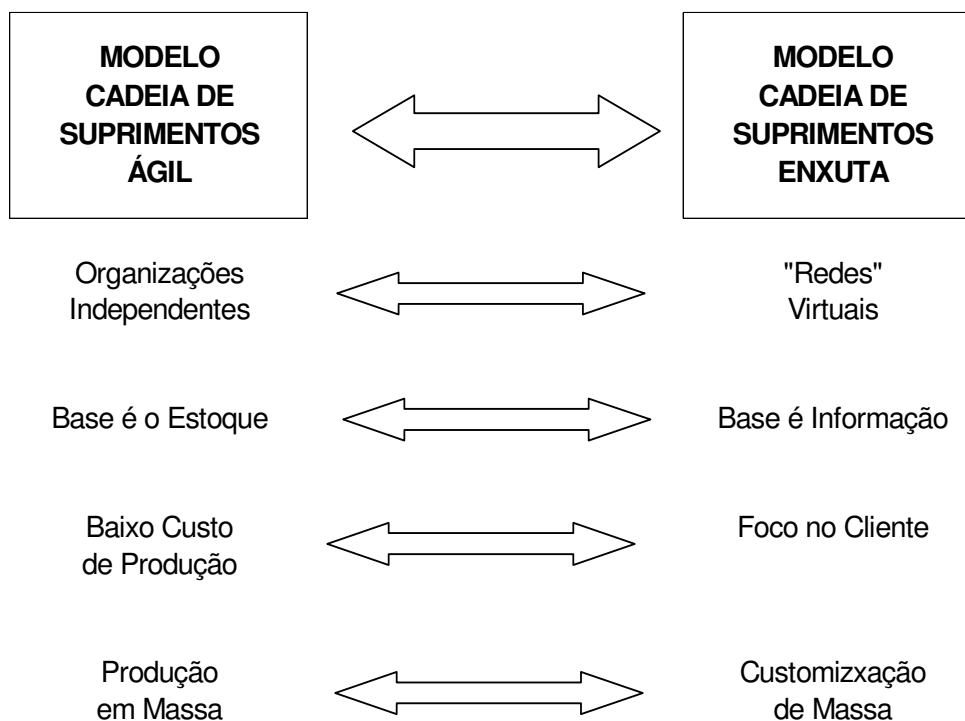 MODELO
CADEIA DE
SUPRIMENTOS
ÁGIL
MODELO
CADEIA DE
SUPRIMENTOS
ENXUTA
Organizações
Independentes
"Redes"
Virtuais
Base é o Estoque
Base é Informação
Baixo Custo
de Produção
Foco no Cliente
Produção
em Massa
Customizxação
de Massa